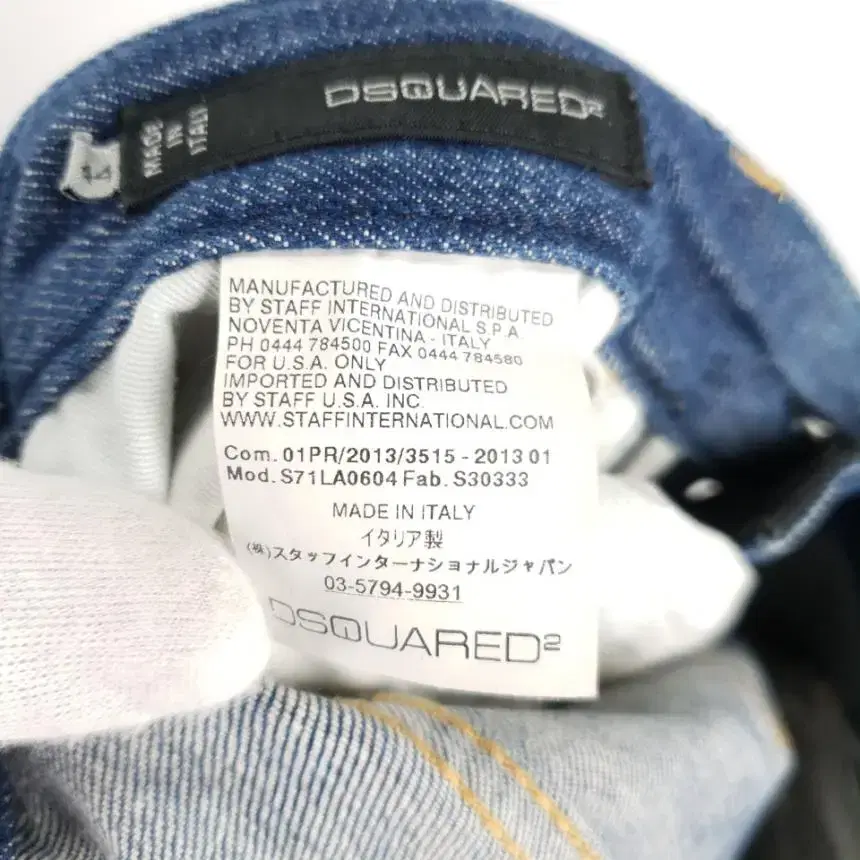 DSQUARED²
MADE
IN
ITALY
44
MANUFACTURED AND DISTRIBUTED
BY STAFF INTERNATIONAL S.P.A.
NOVENTA VICENTINA - ITALY
PH 0444 784500 FAX 0444 784580
FOR U.S.A. ONLY
IMPORTED AND DISTRIBUTED
BY STAFF U.S.A. INC.
WWW.STAFFINTERNATIONAL.COM
Com. 01PR/2013/3515 - 2013 01
Mod. S71LA0604 Fab. S30333
MADE IN ITALY
イタリア製
(株)スタッフインターナショナルジャパン
03-5794-9931
DSQUARED²